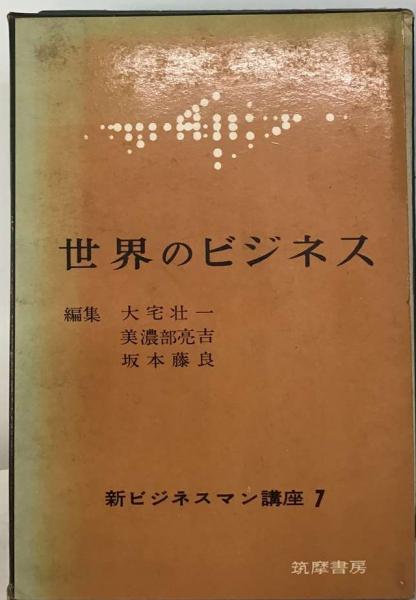 世界のビジネス
編集 大宅壮一
美濃部亮吉
坂本藤良
新ビジネスマン講座 7
筑摩書房